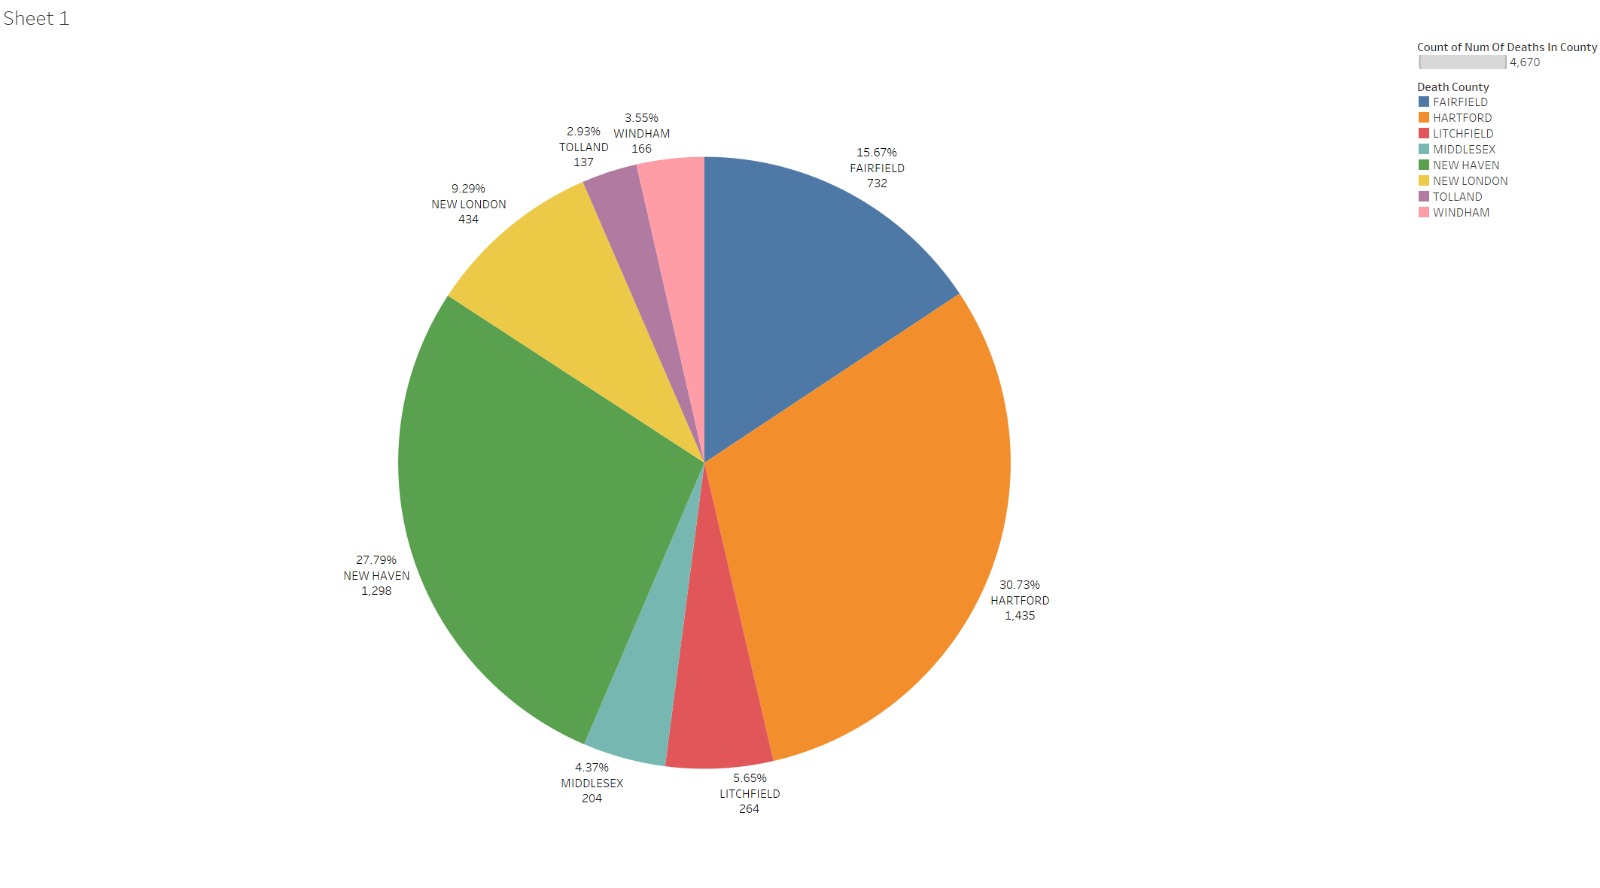 Sheet 1
Count of Num Of Deaths In County
4,670
Death County
FAIRFIELD
HARTFORD
LITCHFIELD
MIDDLESEX
NEW HAVEN
NEW LONDON
TOLLAND
WINDHAM
3.55%
WINDHAM
166
2.93%
TOLLAND
137
15.67%
FAIRFIELD
732
9.29%
NEW LONDON
434
27.79%
NEW HAVEN
1,298
30.73%
HARTFORD
1,435
4.37%
MIDDLESEX
204
5.65%
LITCHFIELD
264